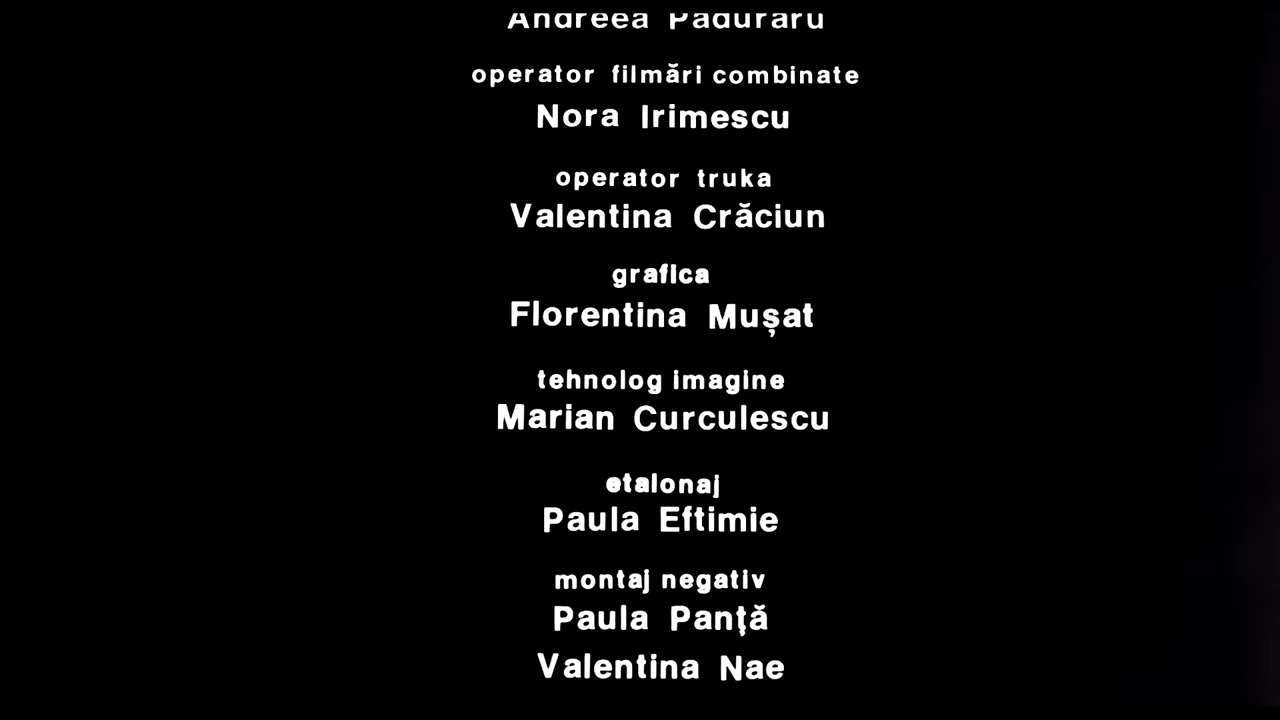 Andreea Păduraru
operator filmări combinate
Nora Irimescu
operator truka
Valentina Crăciun
grafica
Florentina Mușat
tehnolog imagine
Marian Curculescu
etalonaj
Paula Eftimie
montaj negativ
Paula Panță
Valentina Nae